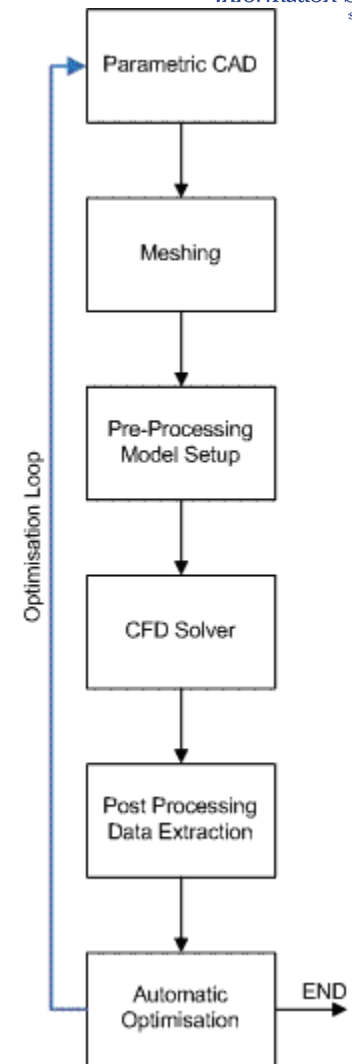 Parametric CAD
Meshing
Pre-Processing
Model Setup
Optimisation Loop
CFD Solver
Post Processing
Data Extraction
Automatic
Optimisation
END